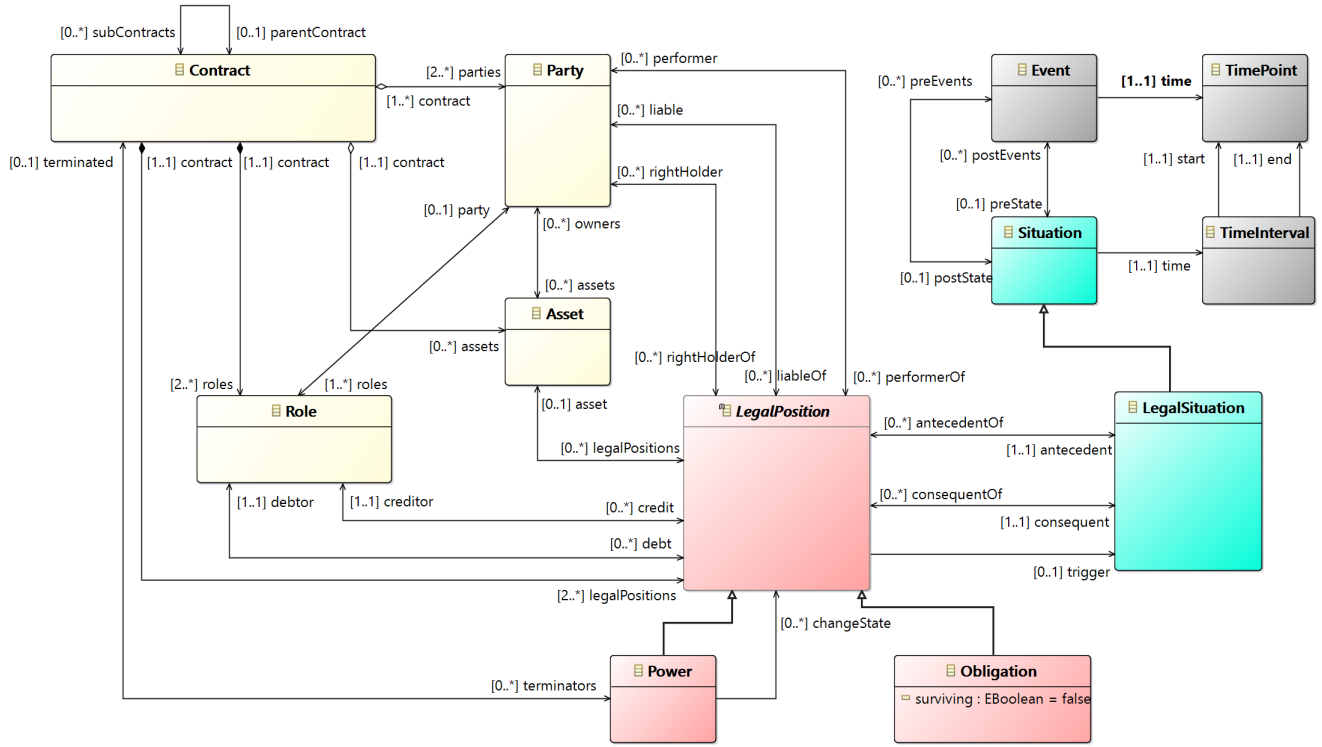 [0..*] subContracts
[0..1] parentContract
Contract
[2..*] parties
[1..*] contract
Party
[0..*] performer
[0..*] liable
[0..*] rightHolder
[0..*] preEvents
Event
[1..1] time
TimePoint
[0..1] terminated
[1..1] contract
[1..1] contract
[1..1] contract
[0..*] postEvents
[1..1] start
[1..1] end
[0..1] party
[0..*] owners
[0..1] preState
Situation
TimeInterval
[0..1] postState
[1..1] time
[0..*] assets
Asset
[0..*] assets
[0..*] rightHolderOf
[0..*] liableOf
[0..*] performerOf
[2..*] roles
[1..*] roles
[0..1] asset
Role
LegalPosition
LegalSituation
[0..*] antecedentOf
[1..1] antecedent
[0..*] legalPositions
[1..1] debtor
[1..1] creditor
[0..*] credit
[0..*] consequentOf
[1..1] consequent
[0..*] debt
[0..1] trigger
[2..*] legalPositions
[0..*] changeState
Power
Obligation
[0..*] terminators
surviving : EBoolean = false